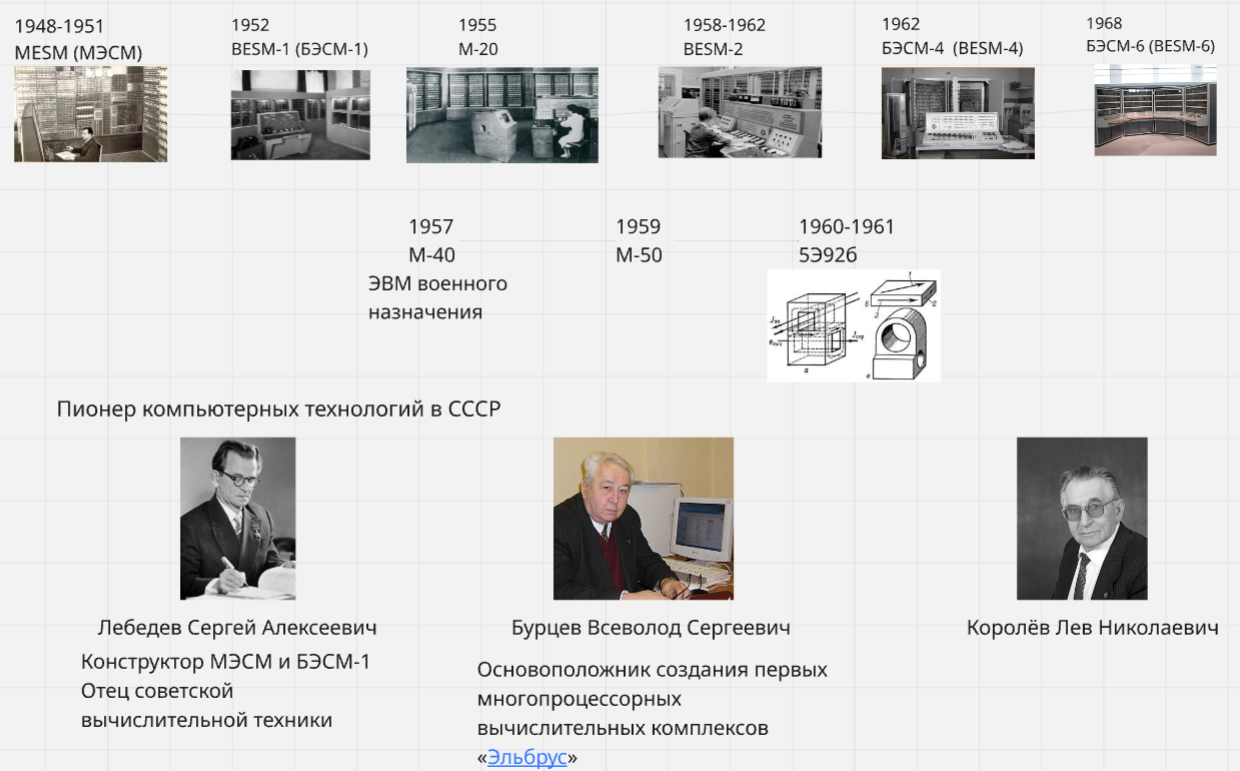 1948-1951
MESM (МЭСМ)
1952
BESM-1 (БЭСМ-1)
1955
М-20
1958-1962
BESM-2
1962
БЭСМ-4 (BESM-4)
1968
БЭСМ-6 (BESM-6)
1957
М-40
ЭВМ военного
назначения
1959
М-50
1960-1961
5Э926
1
2
3
б
а
в
Пионер компьютерных технологий в СССР
Лебедев Сергей Алексеевич
Конструктор МЭСМ и БЭСМ-1
Отец советской
вычислительной техники
Бурцев Всеволод Сергеевич
Основоположник создания первых
многопроцессорных
вычислительных комплексов
«Эльбрус»
Королёв Лев Николаевич